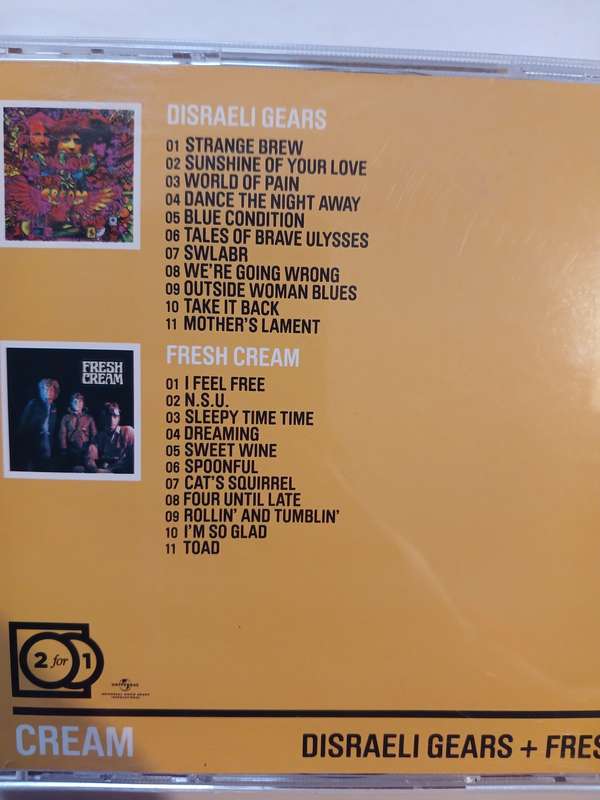 DISRAELI GEARS
01 STRANGE BREW
02 SUNSHINE OF YOUR LOVE
03 WORLD OF PAIN
04 DANCE THE NIGHT AWAY
05 BLUE CONDITION
06 TALES OF BRAVE ULYSSES
07 SWLABR
08 WE'RE GOING WRONG
09 OUTSIDE WOMAN BLUES
10 TAKE IT BACK
11 MOTHER'S LAMENT
FRESH
CREAM
FRESH CREAM
01 I FEEL FREE
02 N.S.U.
03 SLEEPY TIME TIME
04 DREAMING
05 SWEET WINE
06 SPOONFUL
07 CAT'S SQUIRREL
08 FOUR UNTIL LATE
09 ROLLIN' AND TUMBLIN'
10 I'M SO GLAD
11 TOAD
2 for 1
UNIVERSAL
CREAM
DISRAELI GEARS + FRES